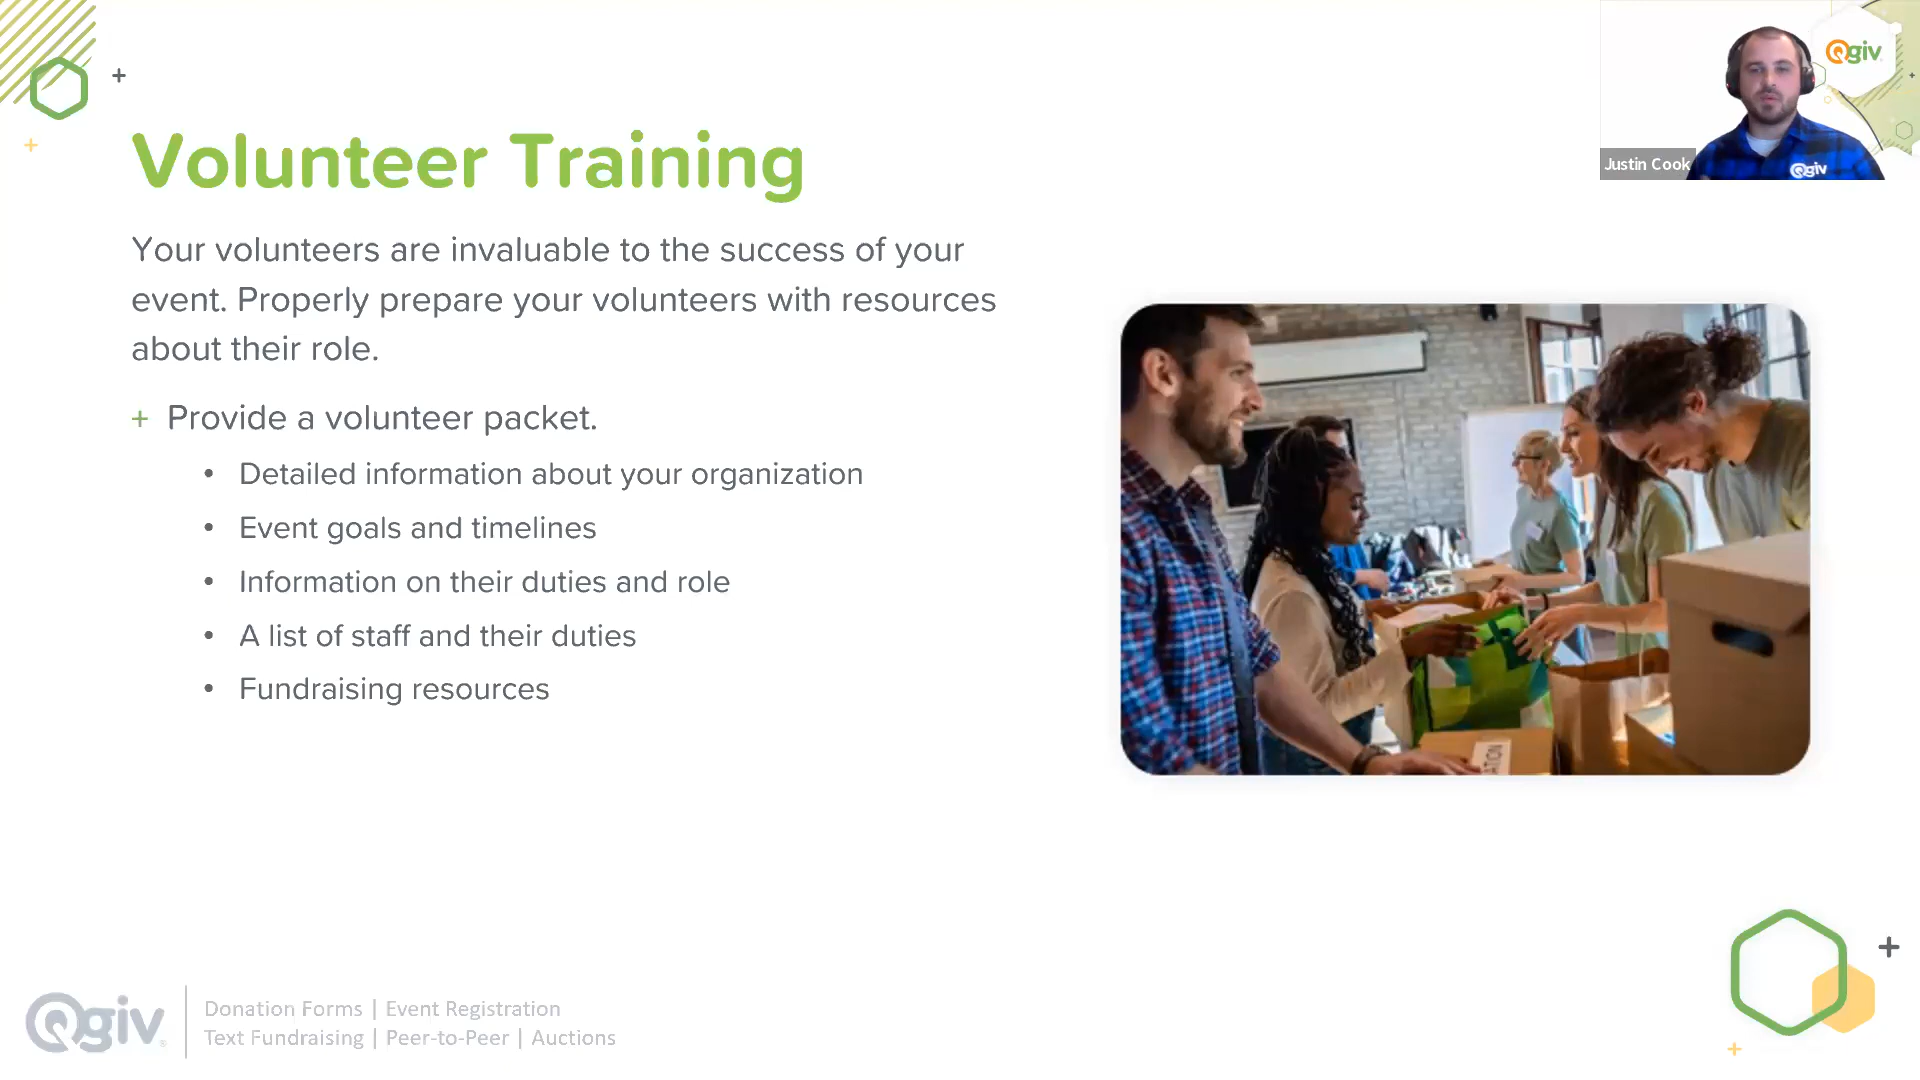 Volunteer Training
Your volunteers are invaluable to the success of your
event. Properly prepare your volunteers with resources
about their role.
+ Provide a volunteer packet.
• Detailed information about your organization
• Event goals and timelines
• Information on their duties and role
• A list of staff and their duties
• Fundraising resources
Qgiv
Justin Cook
Qgiv
ATION
Qgiv
Donation Forms | Event Registration
Text Fundraising | Peer-to-Peer | Auctions